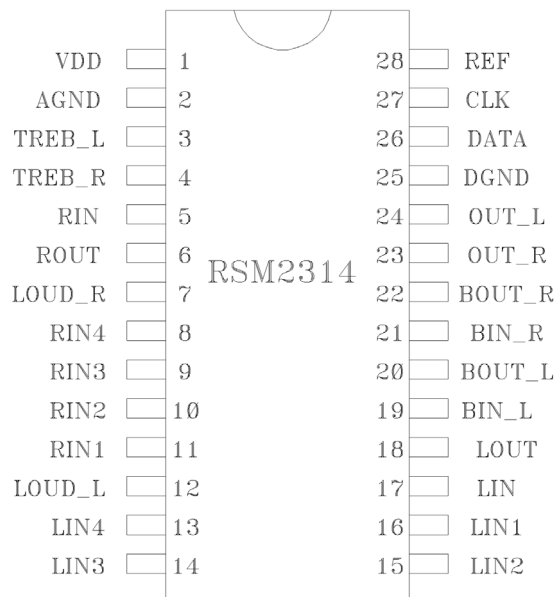 VDD 1 28 REF
AGND 2 27 CLK
TREB_L 3 26 DATA
TREB_R 4 25 DGND
RIN 5 24 OUT_L
ROUT 6 23 OUT_R
RSM2314
LOUD_R 7 22 BOUT_R
RIN4 8 21 BIN_R
RIN3 9 20 BOUT_L
RIN2 10 19 BIN_L
RIN1 11 18 LOUT
LOUD_L 12 17 LIN
LIN4 13 16 LIN1
LIN3 14 15 LIN2